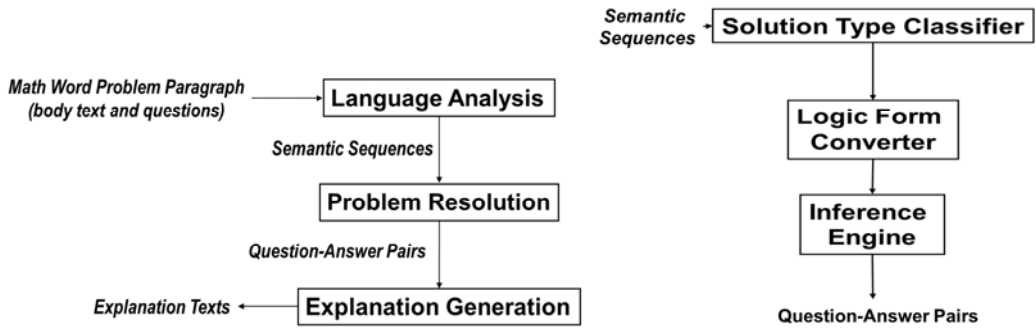 Math Word Problem Paragraph
(body text and questions)
Language Analysis
Semantic Sequences
Problem Resolution
Question-Answer Pairs
Explanation Texts
Explanation Generation
Semantic
Sequences
Solution Type Classifier
Logic Form
Converter
Inference
Engine
Question-Answer Pairs